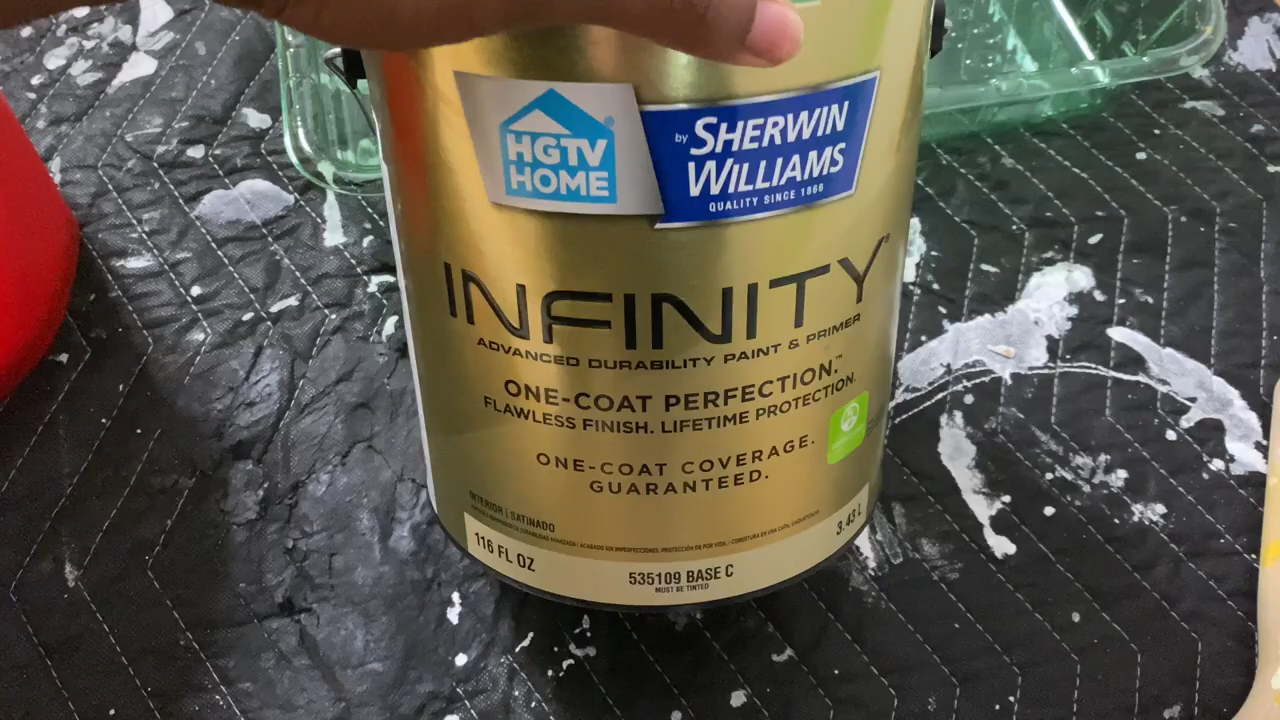 HGTV
HOME®
by SHERWIN
WILLIAMS
QUALITY SINCE 1866
INFINITY®
ADVANCED DURABILITY PAINT & PRIMER
ONE-COAT PERFECTION.™
FLAWLESS FINISH. LIFETIME PROTECTION.
ONE-COAT COVERAGE.
GUARANTEED.
INTERIOR | SATINADO
116 FL OZ
3.43 L
535109 BASE C
MUST BE TINTED